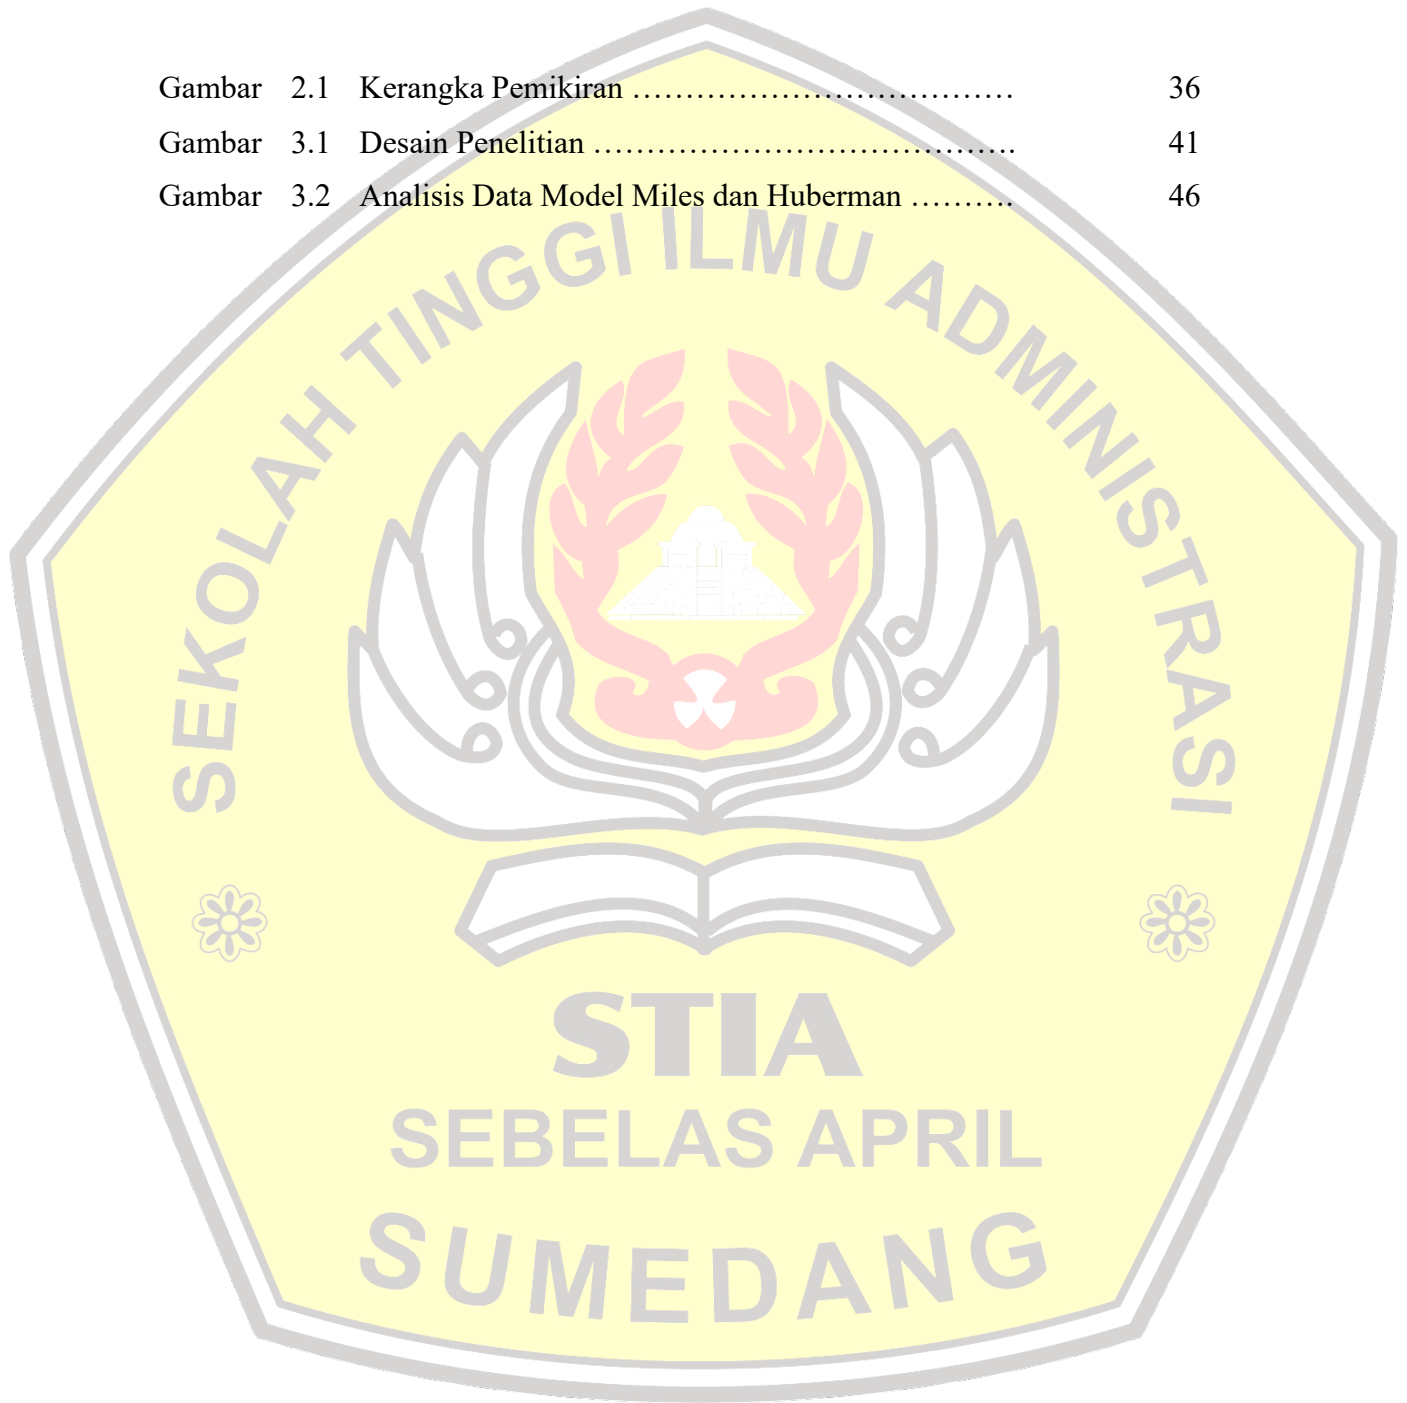 Gambar 2.1 Kerangka Pemikiran ……………………………… 36
Gambar 3.1 Desain Penelitian …………………………………. 41
Gambar 3.2 Analisis Data Model Miles dan Huberman ………. 46
SEKOLAH TINGGI ILMU ADMINISTRASI
STIA
SEBELAS APRIL
SUMEDANG